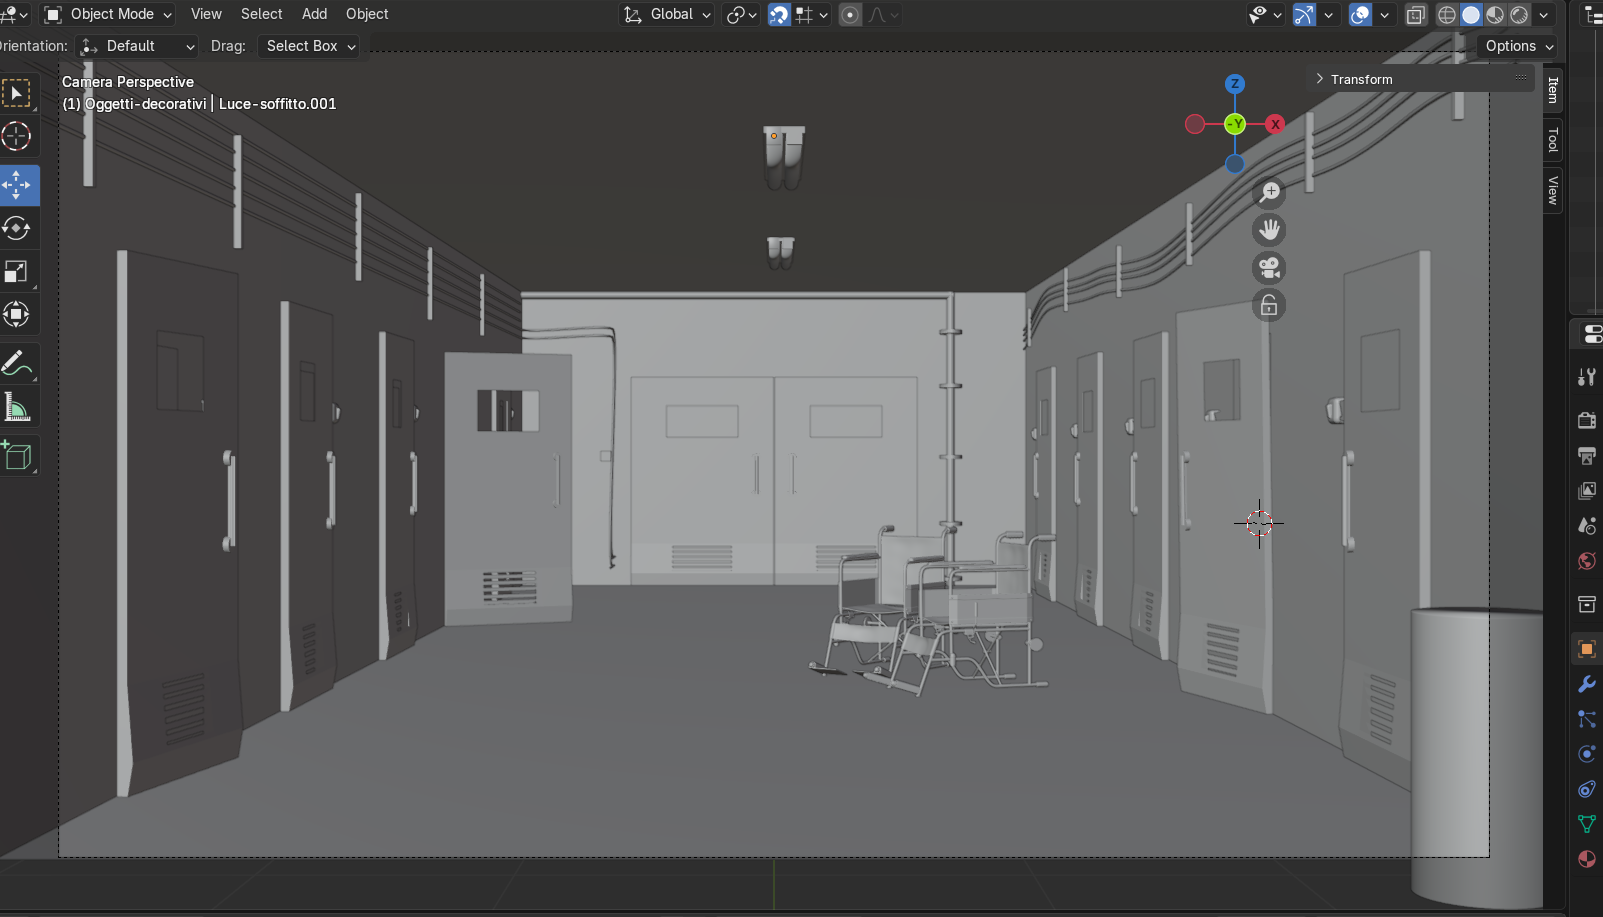 Object Mode View Select Add Object Global
Orientation: Default Drag: Select Box Options
Camera Perspective
(1) Oggetti-decorativi | Luce-soffitto.001
Transform
Z
-Y
X
Item
Tool
View